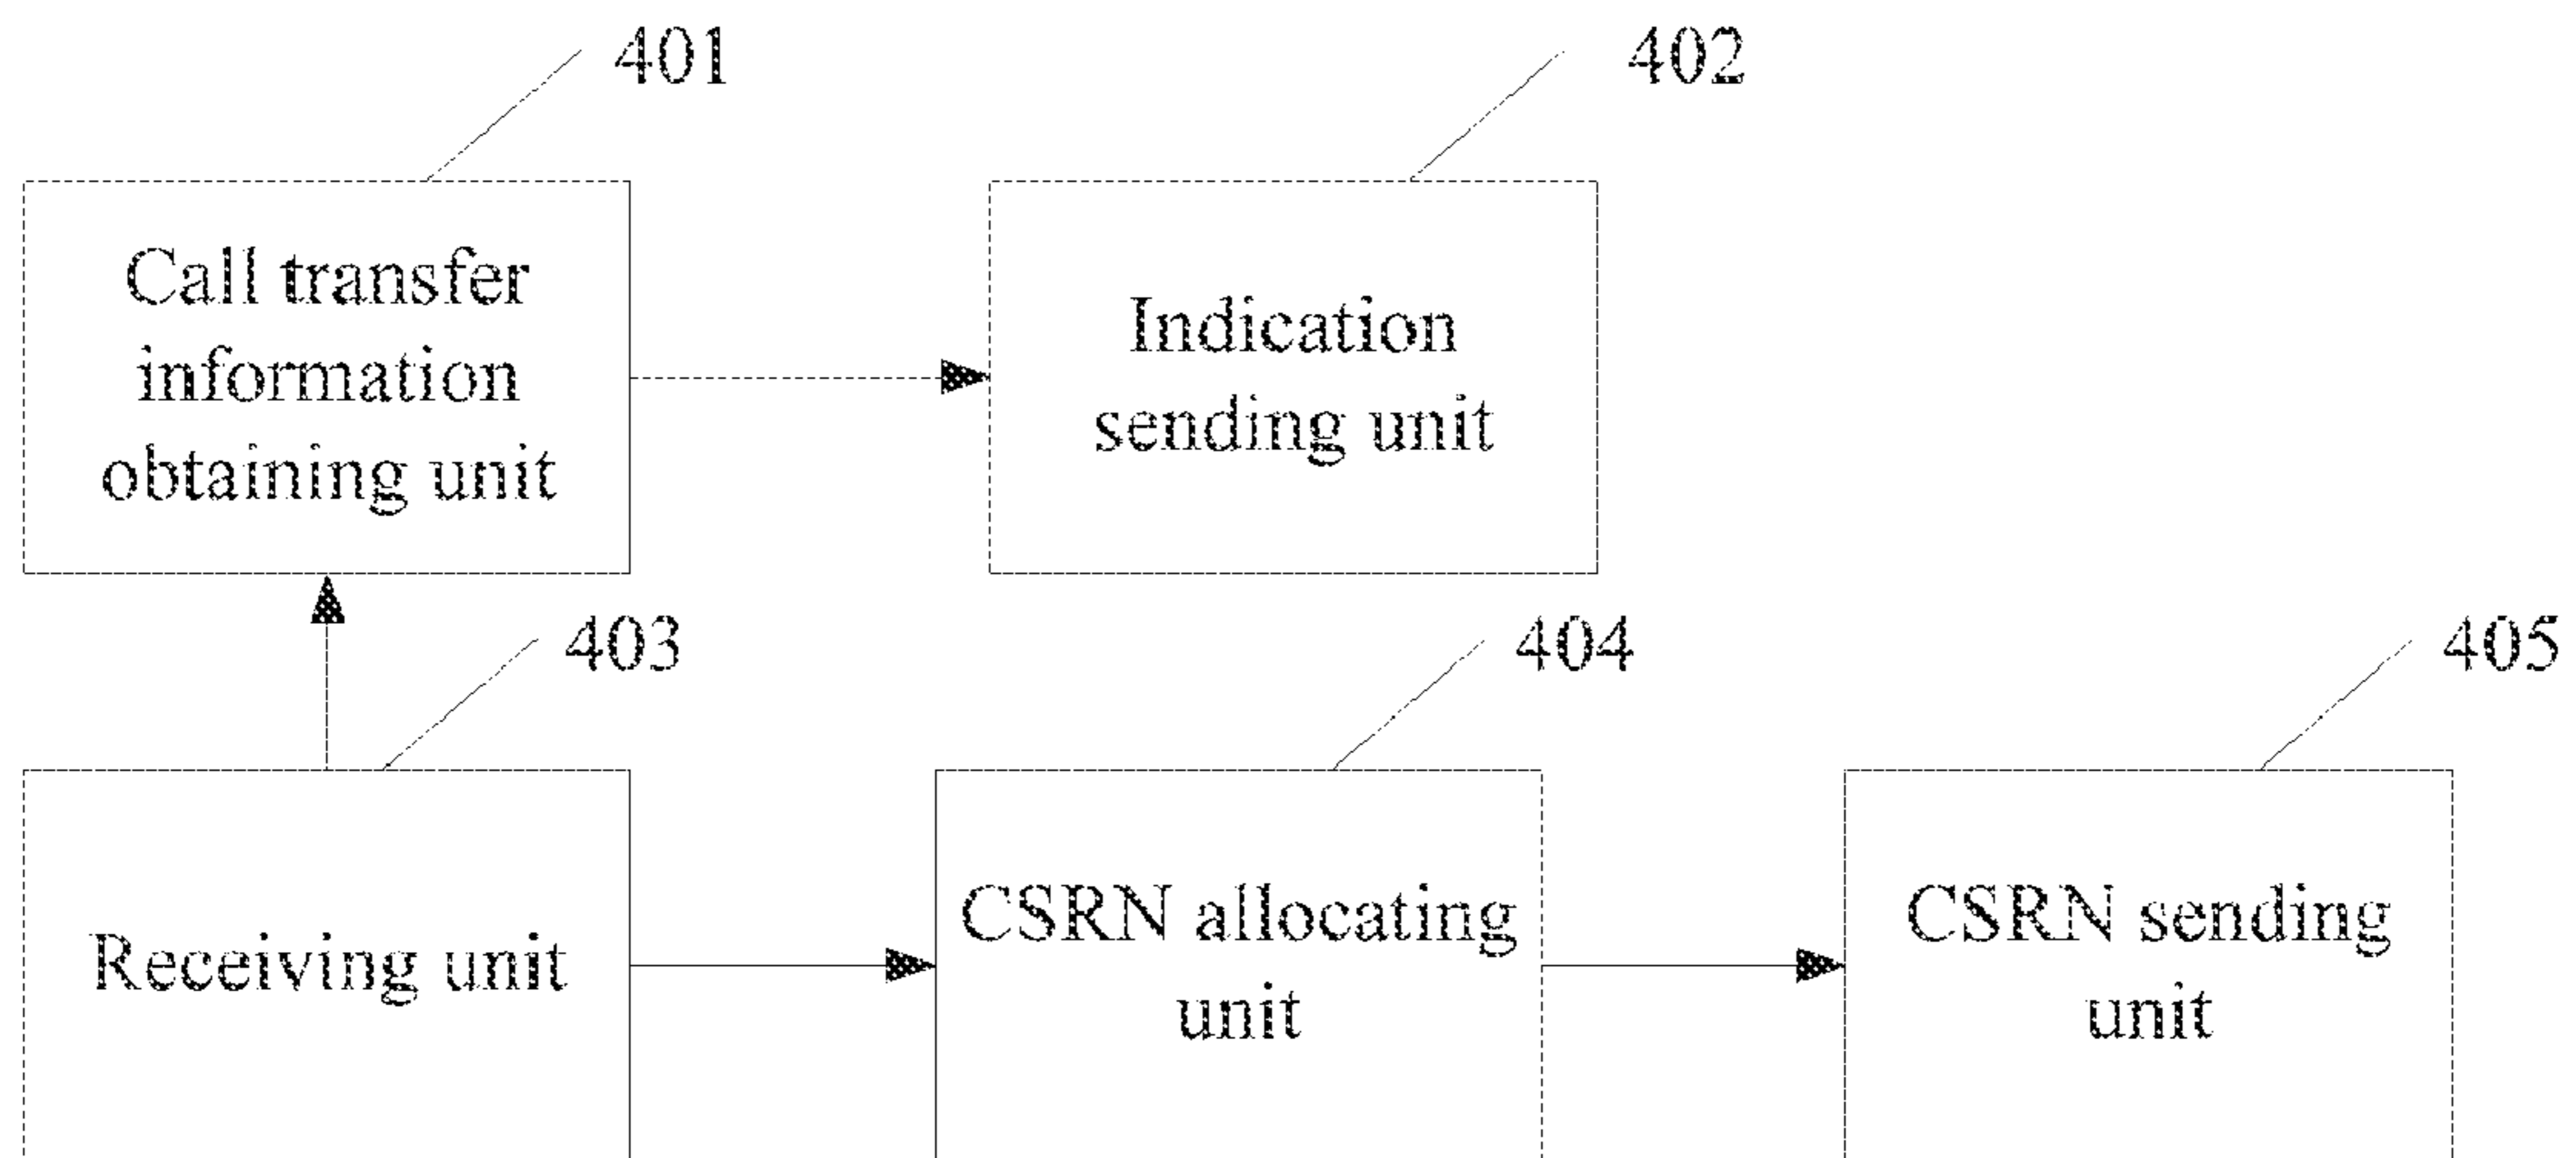 401
402
Call transfer
information
obtaining unit
Indication
sending unit
403
404
405
Receiving unit
CSRN allocating
unit
CSRN sending
unit